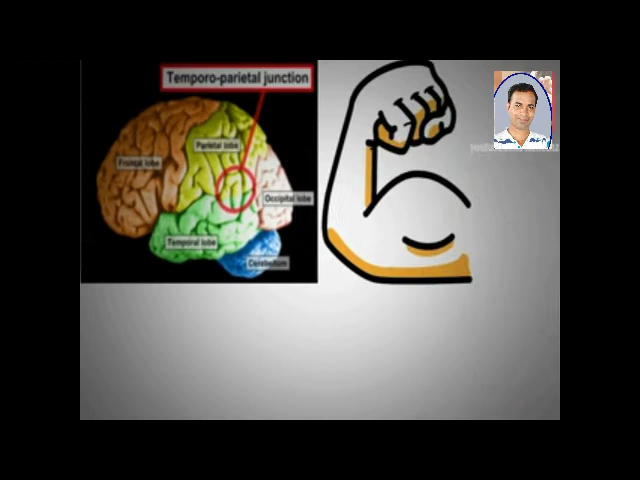 Temporo-parietal junction
Parietal lobe
Frontal lobe
Occipital lobe
Temporal lobe
Cerebellum